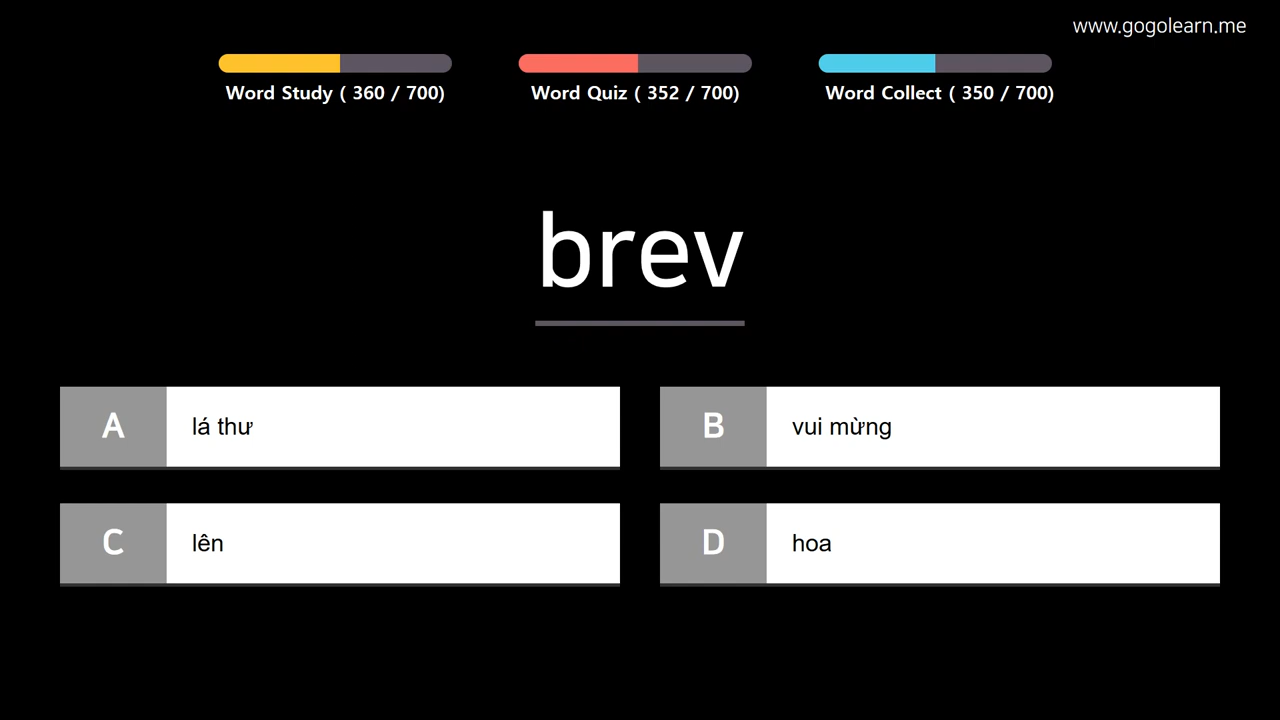 www.gogolearn.me
Word Study ( 360 / 700)
Word Quiz ( 352 / 700)
Word Collect ( 350 / 700)
brev
A lá thư
B vui mừng
C lên
D hoa